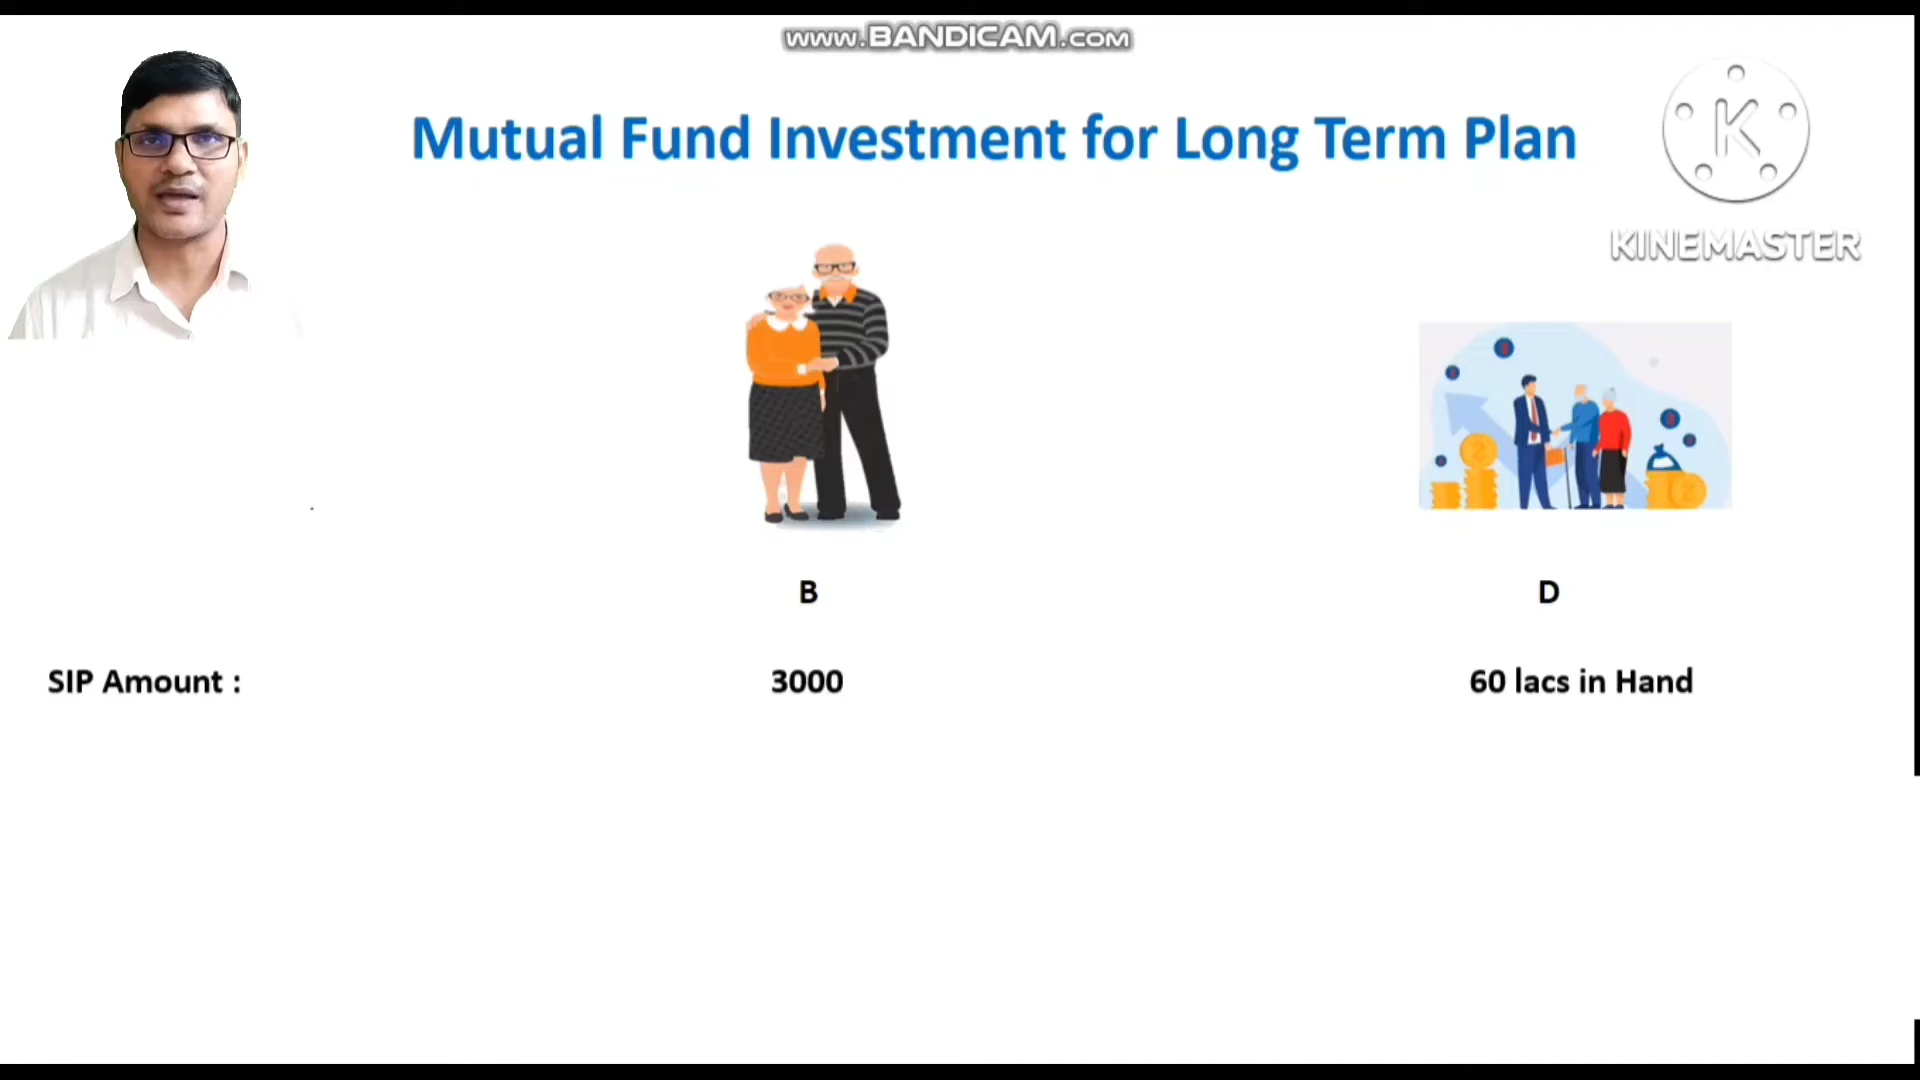 www.BANDICAM.com
Mutual Fund Investment for Long Term Plan
K
KINEMASTER
B
D
SIP Amount :
3000
60 lacs in Hand